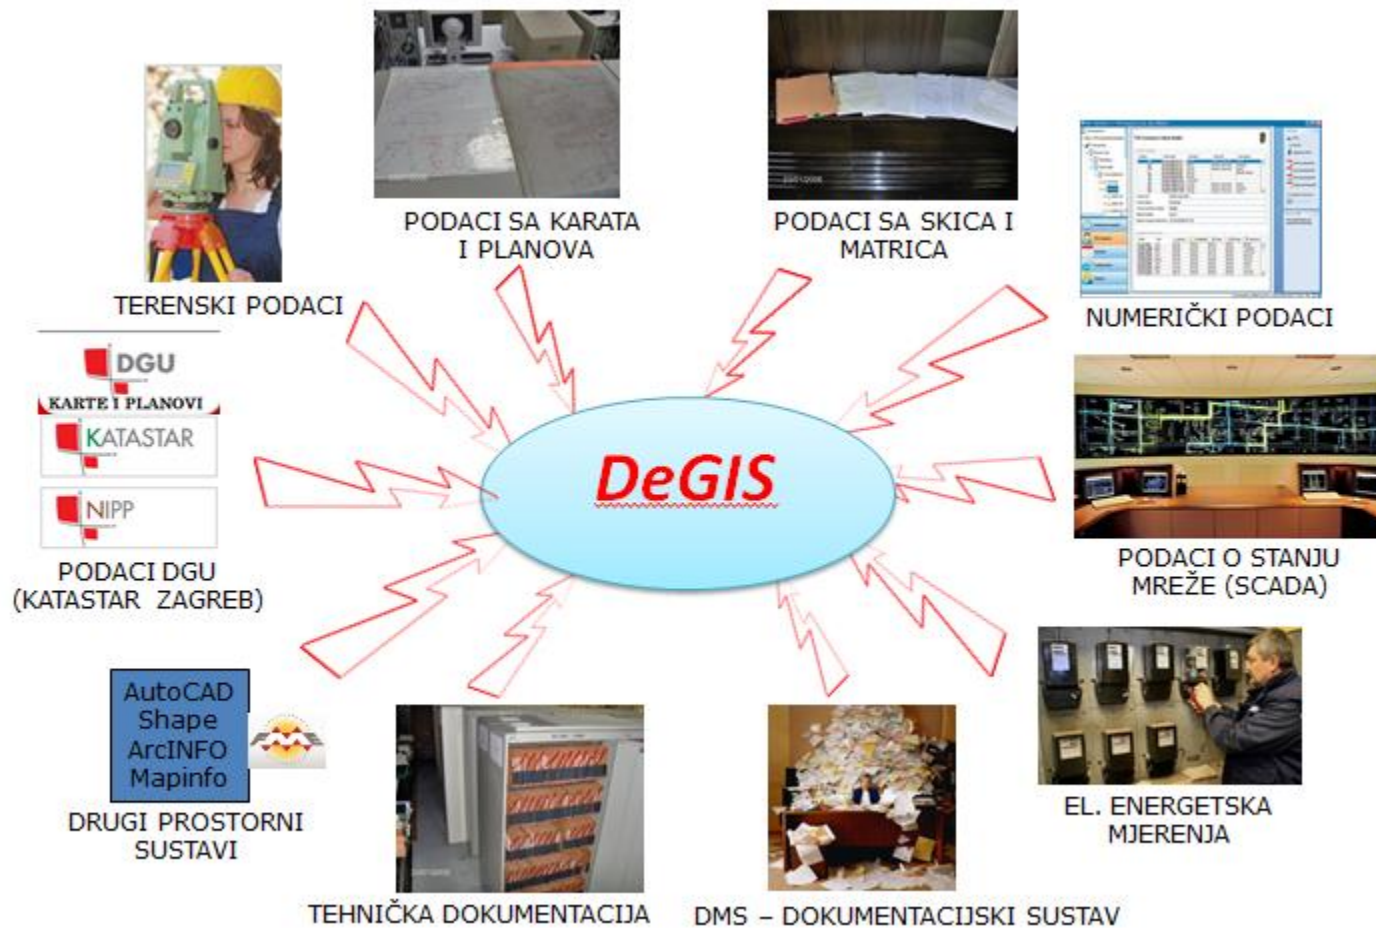 PODACI SA KARATA
I PLANOVA
PODACI SA SKICA I
MATRICA
TERENSKI PODACI
NUMERIČKI PODACI
DGU
KARTE I PLANOVI
KATASTAR
NIPP
PODACI DGU
(KATASTAR ZAGREB)
DeGIS
PODACI O STANJU
MREŽE (SCADA)
AutoCAD
Shape
ArcINFO
Mapinfo
FME
DRUGI PROSTORNI
SUSTAVI
EL. ENERGETSKA
MJERENJA
TEHNIČKA DOKUMENTACIJA
DMS – DOKUMENTACIJSKI SUSTAV